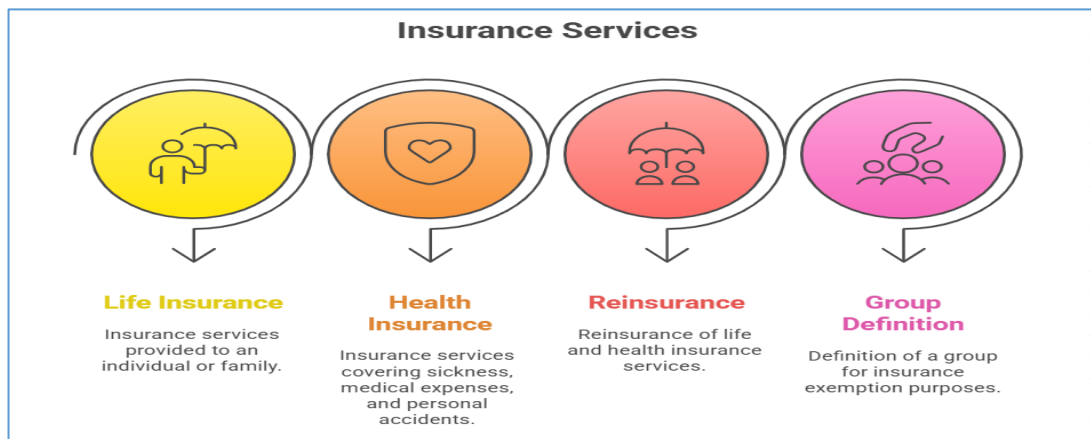 Insurance Services
Life Insurance
Insurance services
provided to an
individual or family.
Health
Insurance
Insurance services
covering sickness,
medical expenses,
and personal
accidents.
Reinsurance
Reinsurance of life
and health insurance
services.
Group
Definition
Definition of a group
for insurance
exemption purposes.